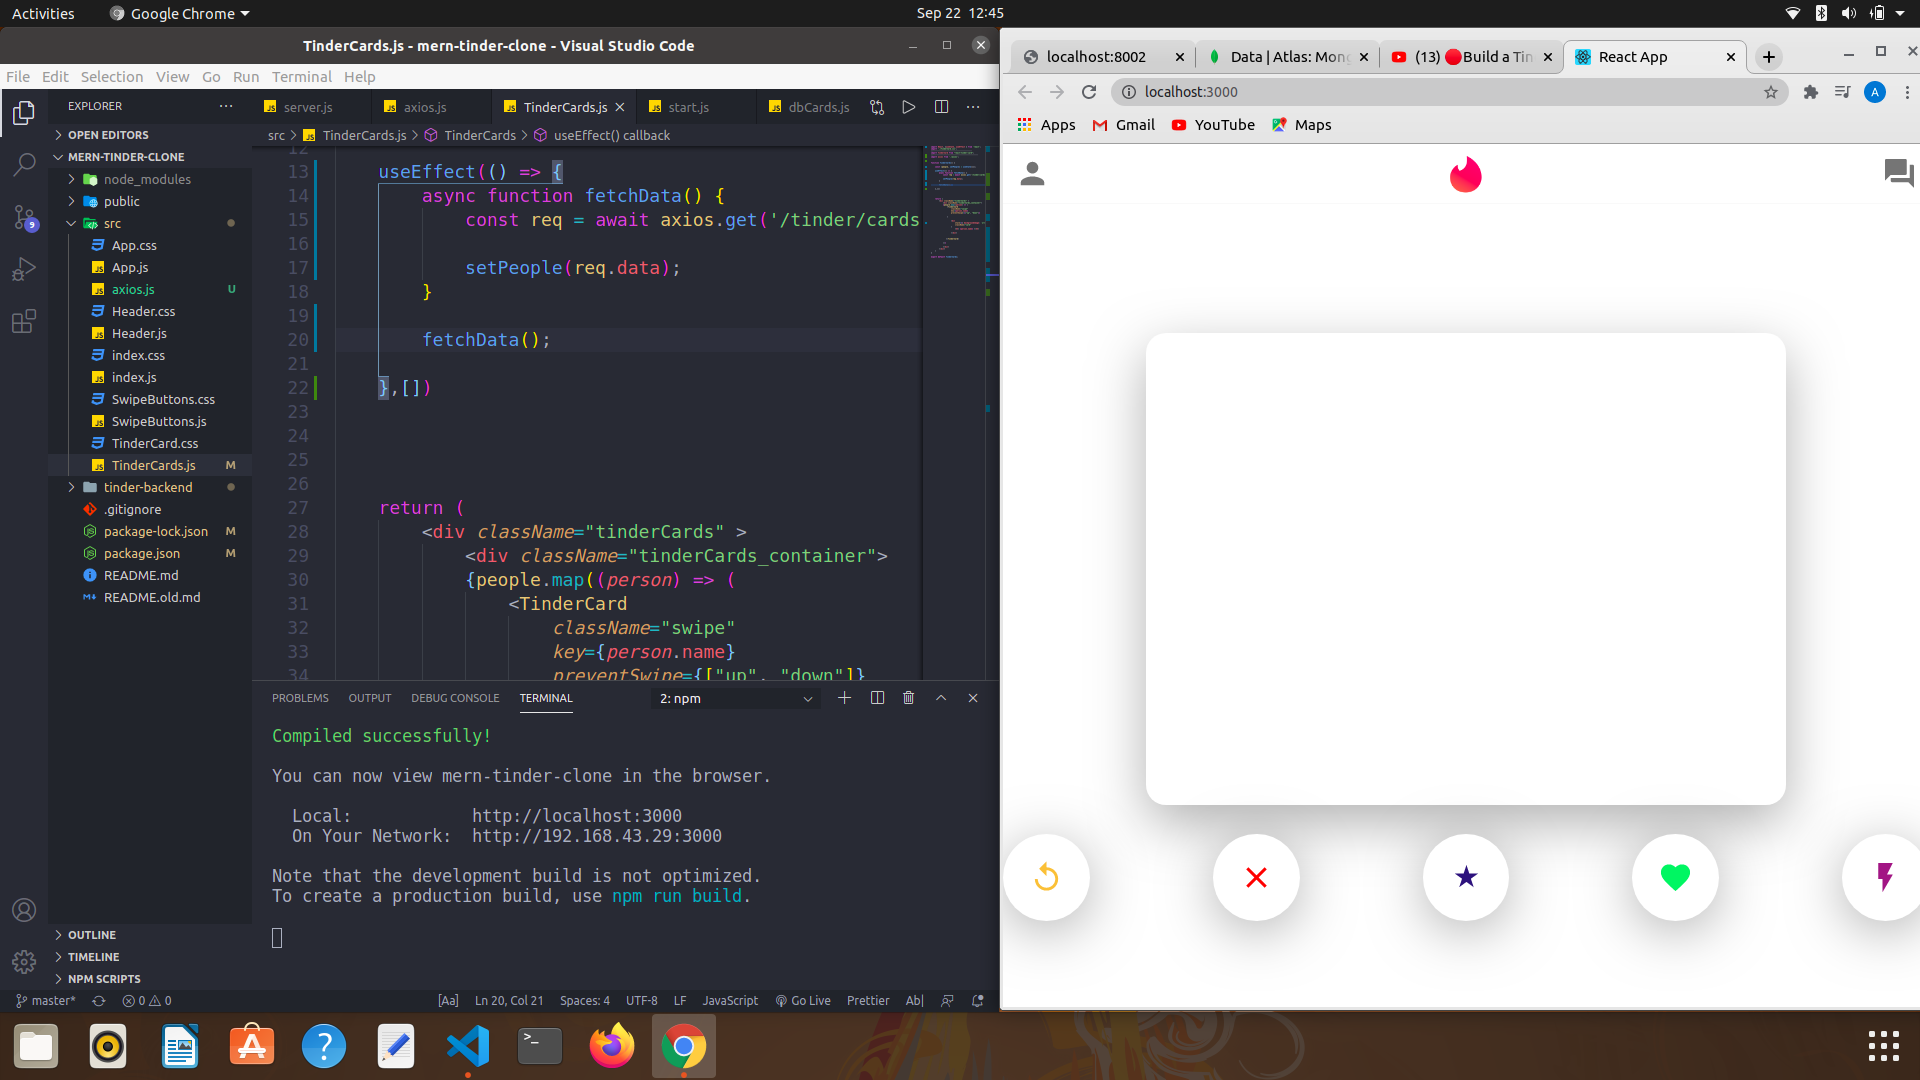 Activities
Google Chrome
Sep 22 12:45
TinderCards.js - mern-tinder-clone - Visual Studio Code
File Edit Selection View Go Run Terminal Help
EXPLORER
OPEN EDITORS
MERN-TINDER-CLONE
node_modules
public
src
App.css
App.js
axios.js U
Header.css
Header.js
index.css
index.js
SwipeButtons.css
SwipeButtons.js
TinderCard.css
TinderCards.js M
tinder-backend
.gitignore
package-lock.json M
package.json M
README.md
README.old.md
OUTLINE
TIMELINE
NPM SCRIPTS
9
server.js axios.js TinderCards.js start.js dbCards.js
src > TinderCards.js > TinderCards > useEffect() callback
12
13 useEffect(() => {
14 async function fetchData() {
15 const req = await axios.get('/tinder/cards
16
17 setPeople(req.data);
18 }
19
20 fetchData();
21
22 },[])
23
24
25
26
27 return (
28 <div className="tinderCards" >
29 <div className="tinderCards_container">
30 {people.map((person) => (
31 <TinderCard
32 className="swipe"
33 key={person.name}
34 preventSwipe={["up", "down"]}
PROBLEMS OUTPUT DEBUG CONSOLE TERMINAL 2: npm
Compiled successfully!
You can now view mern-tinder-clone in the browser.
Local: http://localhost:3000
On Your Network: http://192.168.43.29:3000
Note that the development build is not optimized.
To create a production build, use npm run build.
master* 0 0 [Aa] Ln 20, Col 21 Spaces: 4 UTF-8 LF JavaScript Go Live Prettier Ab|
localhost:8002
Data | Atlas: Mong
(13) 🔴Build a Tin
React App
localhost:3000
A
Apps Gmail YouTube Maps